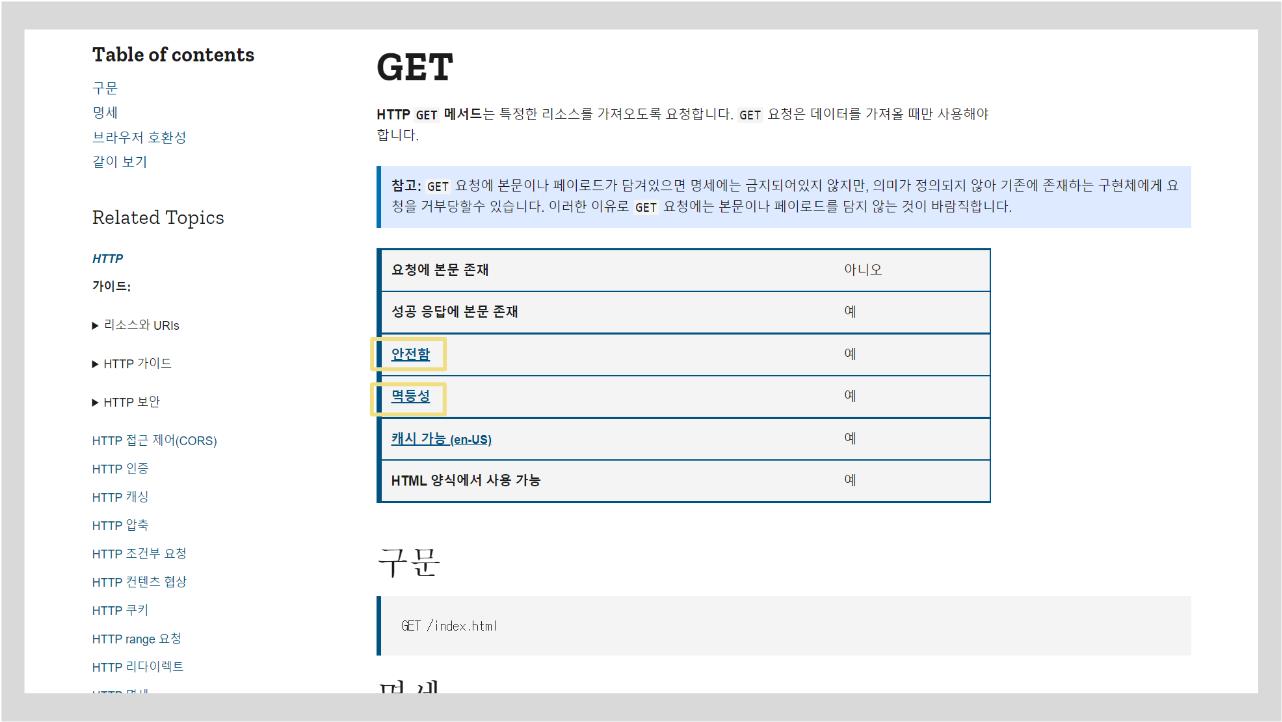 Table of contents
구문
명세
브라우저 호환성
같이 보기
Related Topics
HTTP
가이드:
▶ 리소스와 URIs
▶ HTTP 가이드
▶ HTTP 보안
HTTP 접근 제어(CORS)
HTTP 인증
HTTP 캐싱
HTTP 압축
HTTP 조건부 요청
HTTP 컨텐츠 협상
HTTP 쿠키
HTTP range 요청
HTTP 리다이렉트
HTTP 명세
GET
HTTP GET 메서드는 특정한 리소스를 가져오도록 요청합니다. GET 요청은 데이터를 가져올 때만 사용해야
합니다.
참고: GET 요청에 본문이나 페이로드가 담겨있으면 명세에는 금지되어있지 않지만, 의미가 정의되지 않아 기존에 존재하는 구현체에게 요
청을 거부당할수 있습니다. 이러한 이유로 GET 요청에는 본문이나 페이로드를 담지 않는 것이 바람직합니다.
요청에 본문 존재 아니오
성공 응답에 본문 존재 예
안전함 예
멱등성 예
캐시 가능 (en-US) 예
HTML 양식에서 사용 가능 예
구문
GET /index.html
명세